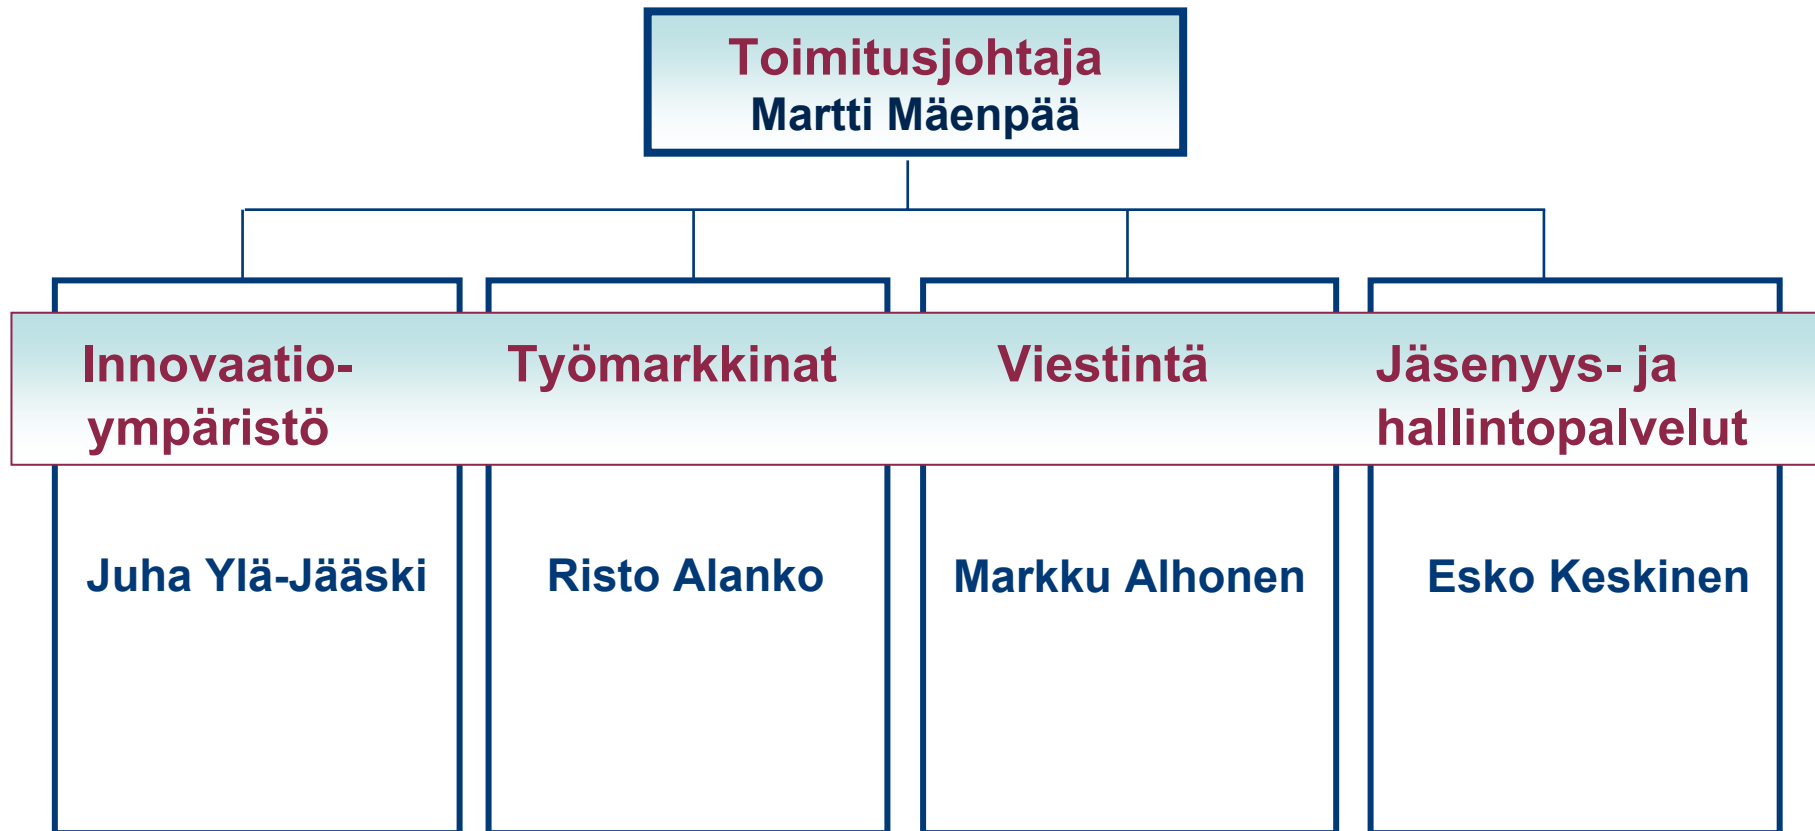 Toimitusjohtaja
Martti Mäenpää
Innovaatio-
ympäristö
Työmarkkinat
Viestintä
Jäsenyys- ja
hallintopalvelut
Juha Ylä-Jääski
Risto Alanko
Markku Alhonen
Esko Keskinen